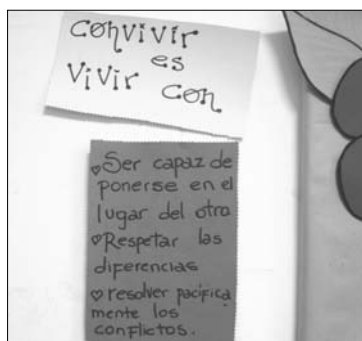 convivir
es
vivir con
♡Ser capaz de
ponerse en el
lugar del otro
♡Respetar las
diferencias
♡resolver pacifica
mente los
conflictos.